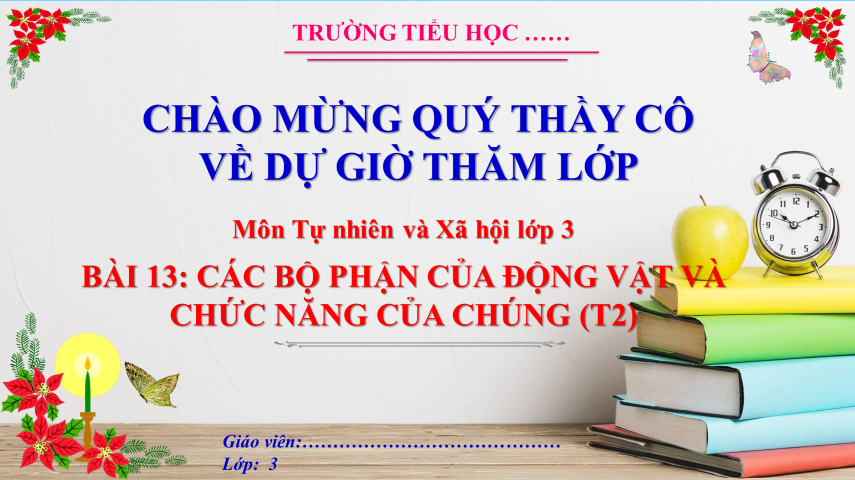 TRƯỜNG TIỂU HỌC ……
CHÀO MỪNG QUÝ THẦY CÔ
VỀ DỰ GIỜ THĂM LỚP
Môn Tự nhiên và Xã hội lớp 3
BÀI 13: CÁC BỘ PHẬN CỦA ĐỘNG VẬT VÀ
CHỨC NĂNG CỦA CHÚNG (T2)
Giáo viên:……………………………………
Lớp: 3